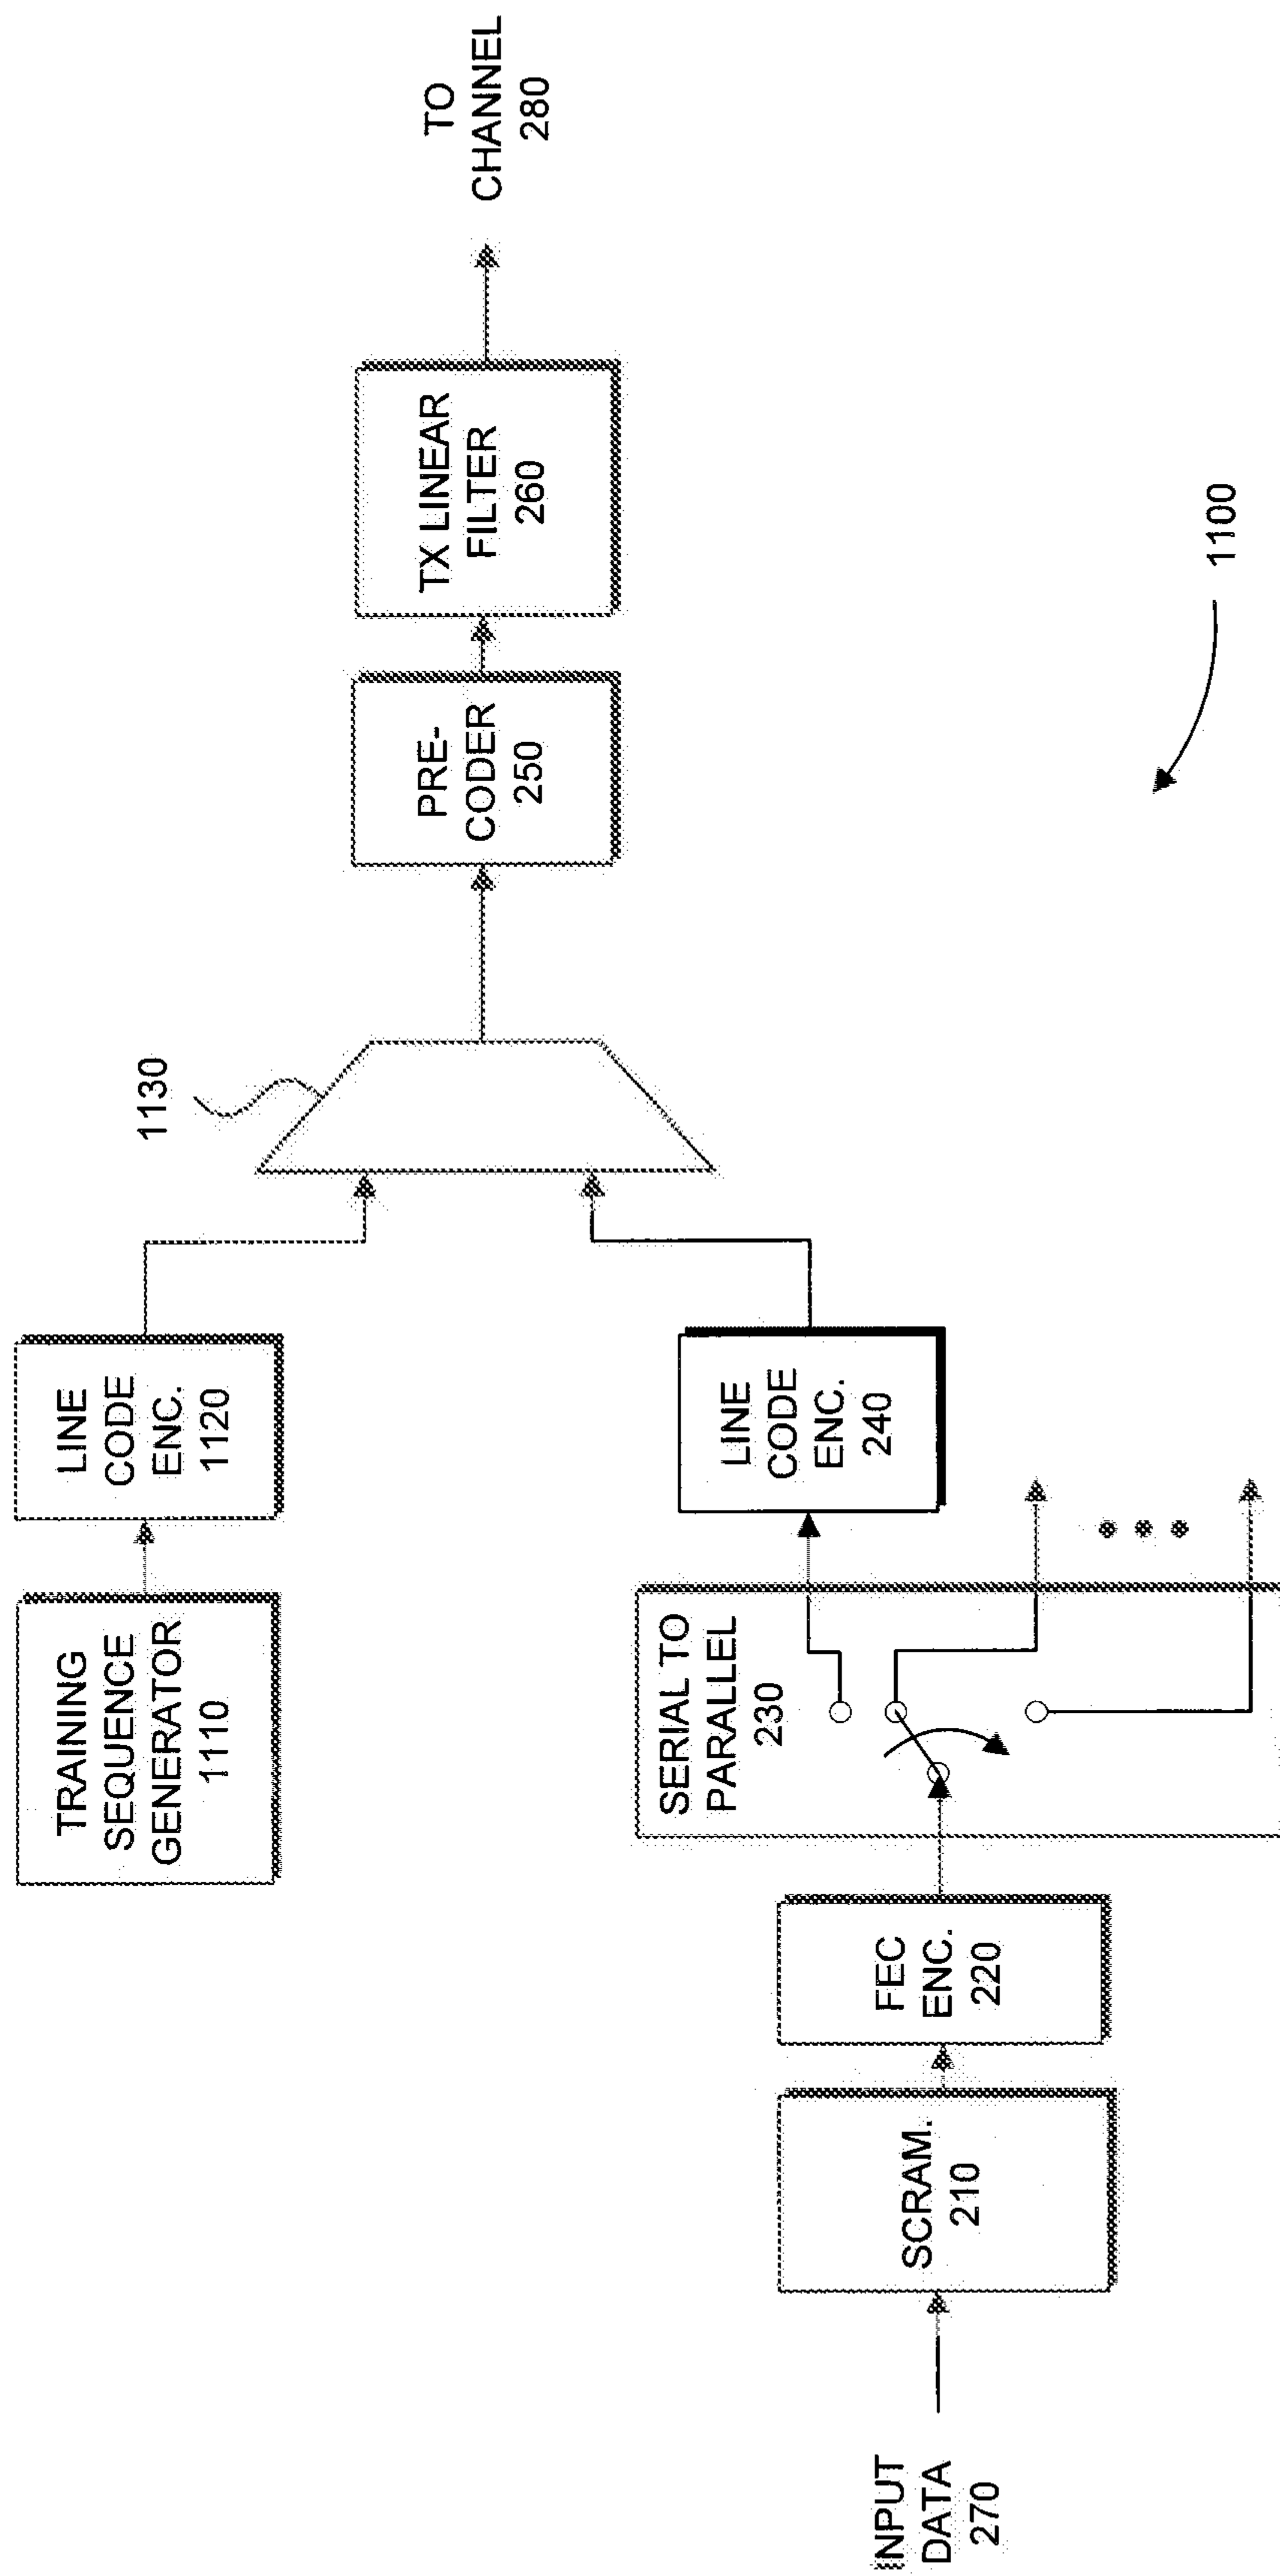 TRAINING
SEQUENCE
GENERATOR
1110
LINE
CODE
ENC.
1120
1130
PRE-
CODER
250
TX LINEAR
FILTER
260
TO
CHANNEL
280
INPUT
DATA
270
SCRAM.
210
FEC
ENC.
220
SERIAL TO
PARALLEL
230
LINE
CODE
ENC.
240
1100